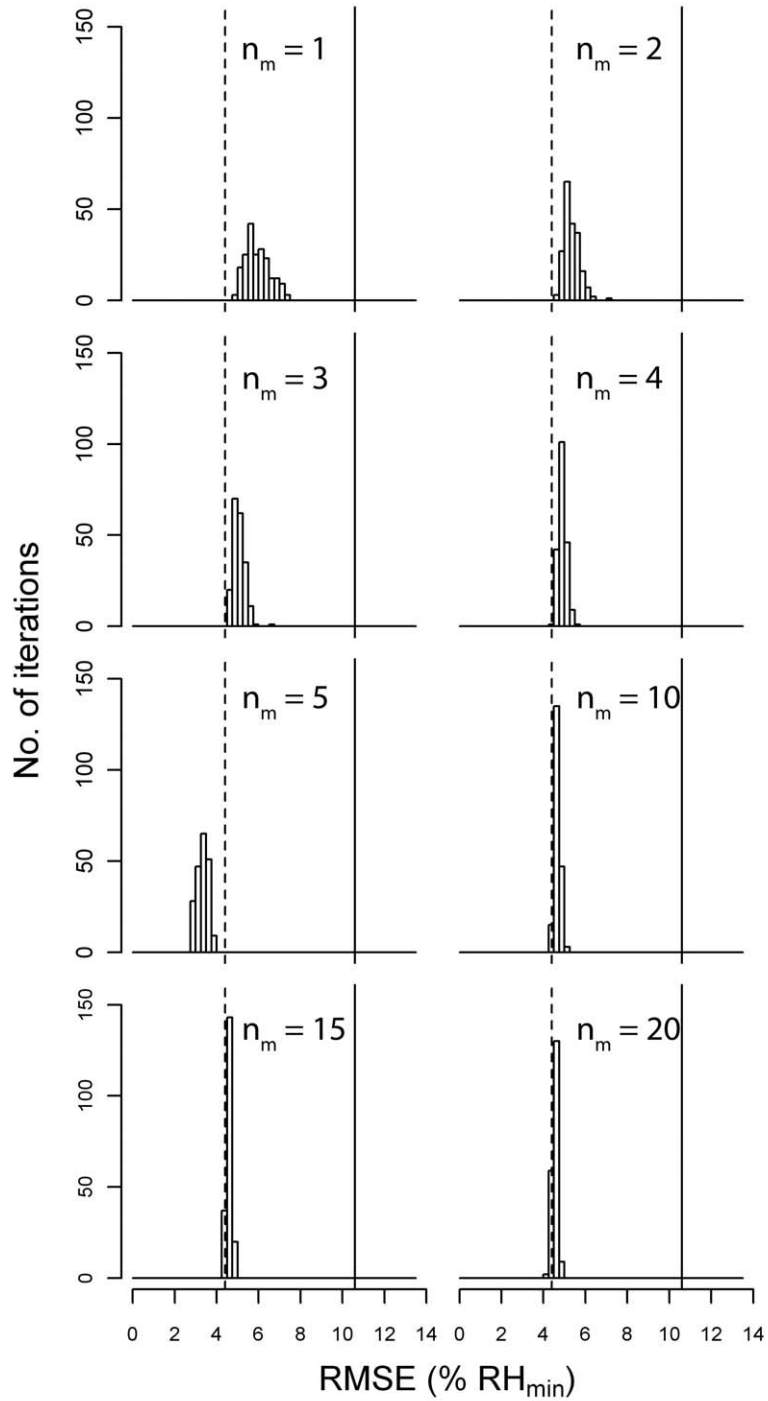 No. of iterations
150
100
50
0
n_m = 1
n_m = 2
150
100
50
0
n_m = 3
n_m = 4
150
100
50
0
n_m = 5
n_m = 10
150
100
50
0
n_m = 15
n_m = 20
0 2 4 6 8 10 12 14
0 2 4 6 8 10 12 14
RMSE (% RH_min)